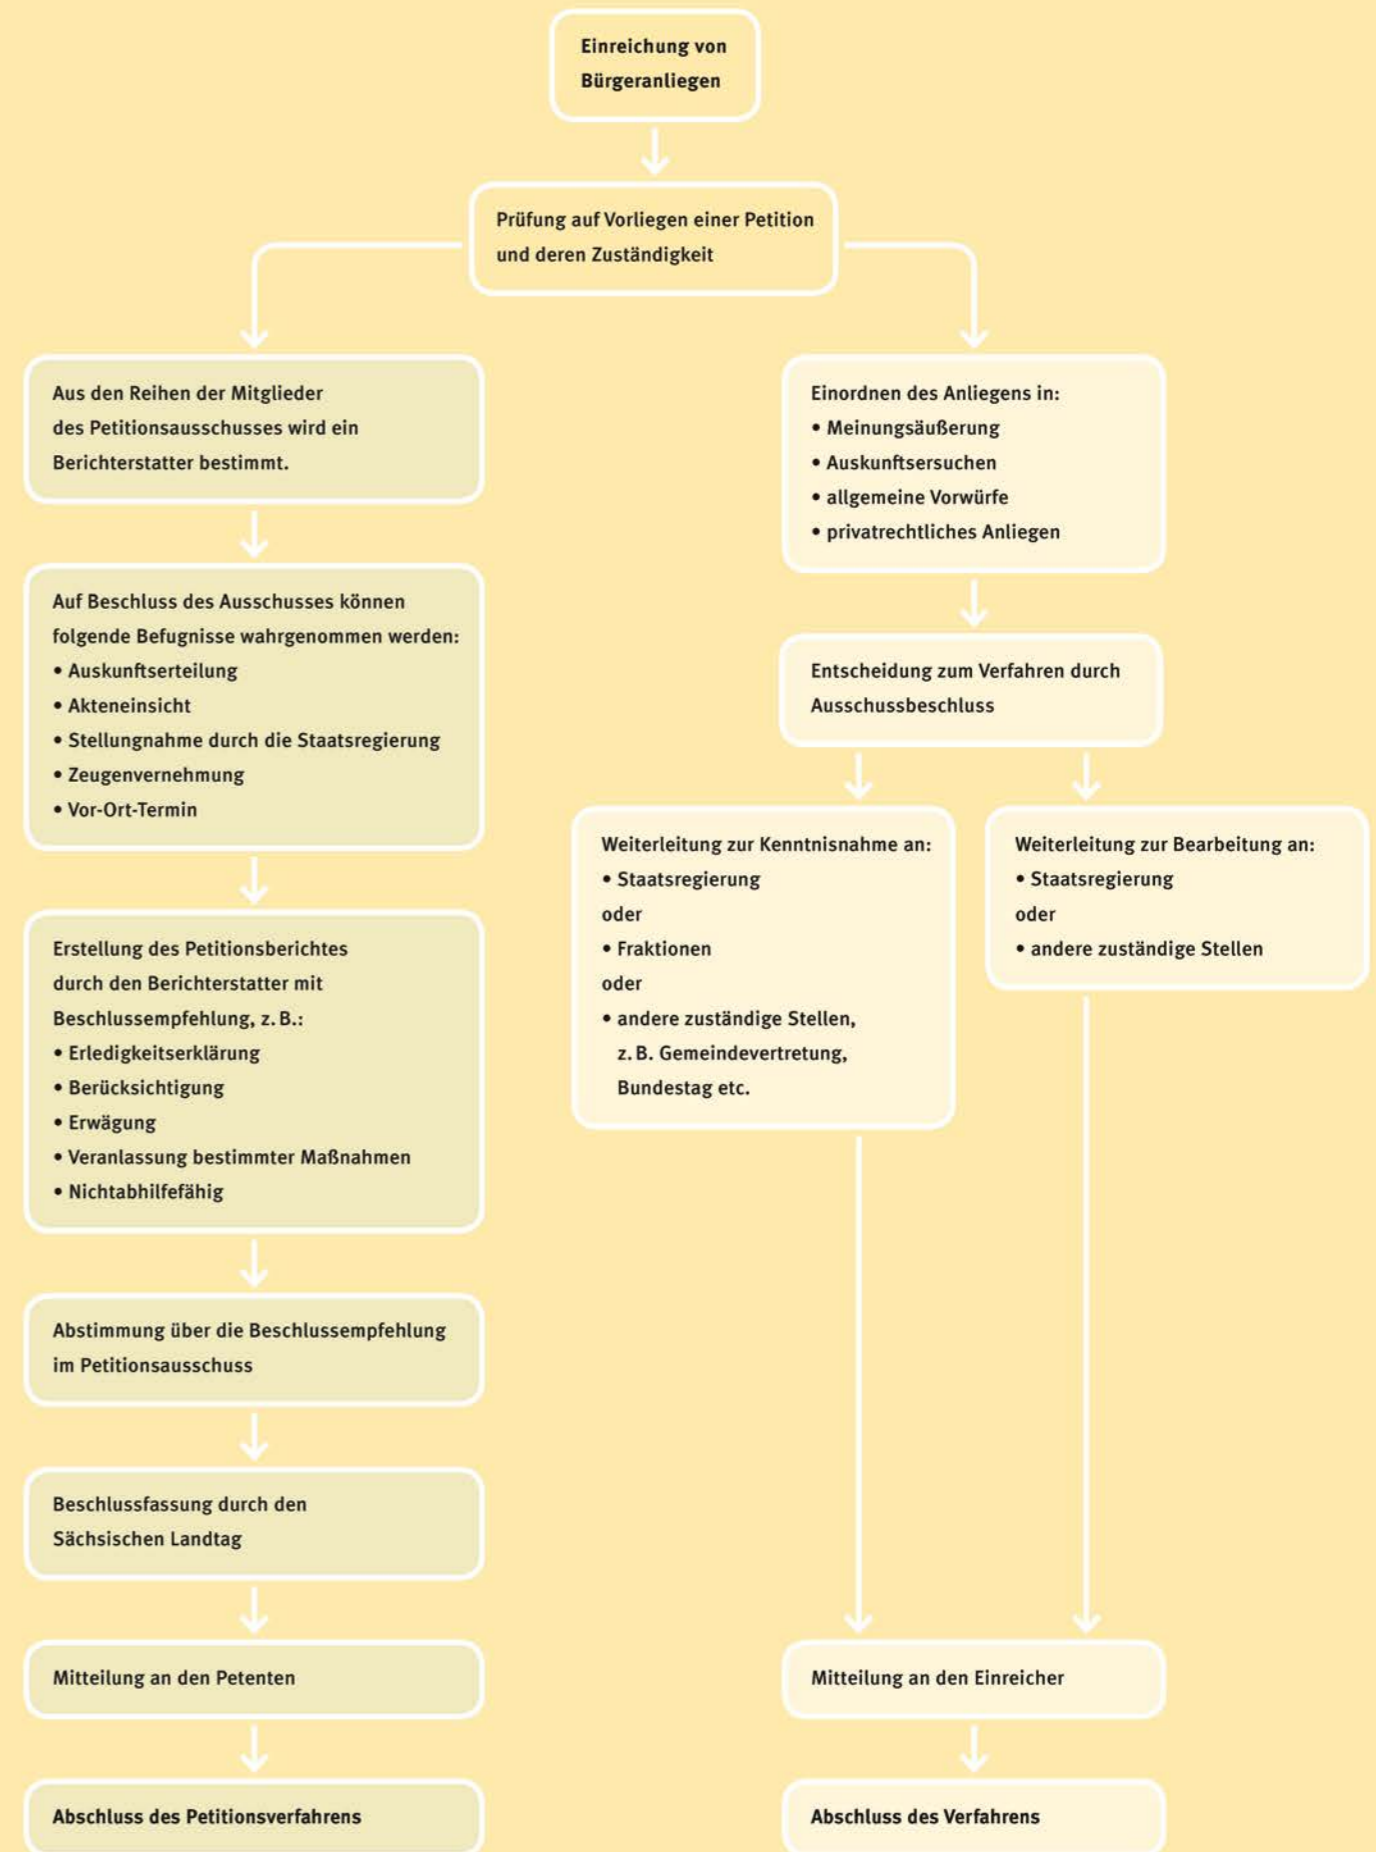 Einreichung von
Bürgeranliegen
Prüfung auf Vorliegen einer Petition
und deren Zuständigkeit
Aus den Reihen der Mitglieder
des Petitionsausschusses wird ein
Berichterstatter bestimmt.
Auf Beschluss des Ausschusses können
folgende Befugnisse wahrgenommen werden:
• Auskunftserteilung
• Akteneinsicht
• Stellungnahme durch die Staatsregierung
• Zeugenvernehmung
• Vor-Ort-Termin
Erstellung des Petitionsberichtes
durch den Berichterstatter mit
Beschlussempfehlung, z. B.:
• Erledigkeitserklärung
• Berücksichtigung
• Erwägung
• Veranlassung bestimmter Maßnahmen
• Nichtabhilfefähig
Abstimmung über die Beschlussempfehlung
im Petitionsausschuss
Beschlussfassung durch den
Sächsischen Landtag
Mitteilung an den Petenten
Abschluss des Petitionsverfahrens
Einordnen des Anliegens in:
• Meinungsäußerung
• Auskunftsersuchen
• allgemeine Vorwürfe
• privatrechtliches Anliegen
Entscheidung zum Verfahren durch
Ausschussbeschluss
Weiterleitung zur Kenntnisnahme an:
• Staatsregierung
oder
• Fraktionen
oder
• andere zuständige Stellen,
z. B. Gemeindevertretung,
Bundestag etc.
Weiterleitung zur Bearbeitung an:
• Staatsregierung
oder
• andere zuständige Stellen
Mitteilung an den Einreicher
Abschluss des Verfahrens